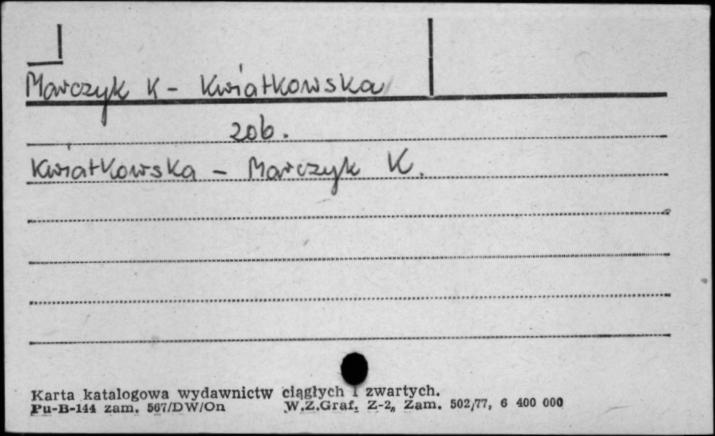 Marczyk K - Kwiatkowska
zob.
Kwiatkowska - Marczyk K.
Karta katalogowa wydawnictw ciągłych i zwartych.
Pu-B-144 zam. 567/DW/On W.Z.Graf. Z-2, Zam. 502/77, 6 400 000